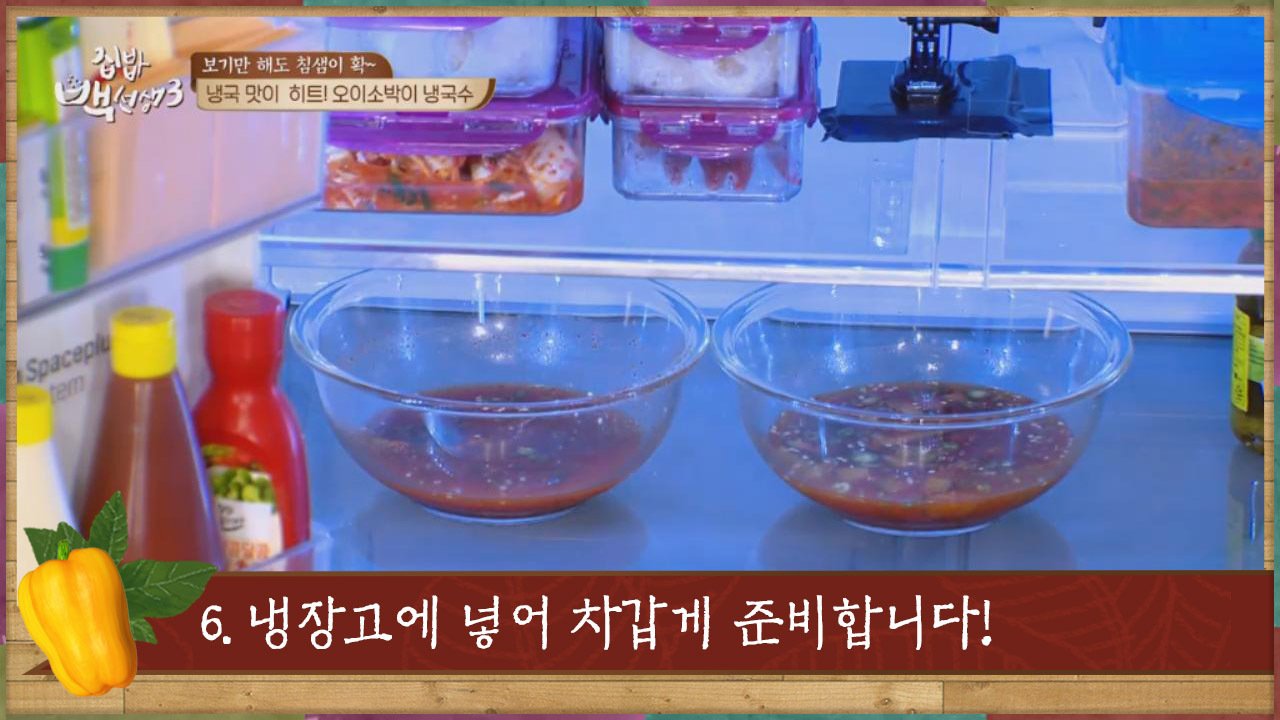 집밥
백선생3
보기만 해도 침샘이 확~
냉국 맛이 히트! 오이소박이 냉국수
Spaceplu
tem
6. 냉장고에 넣어 차갑게 준비합니다!